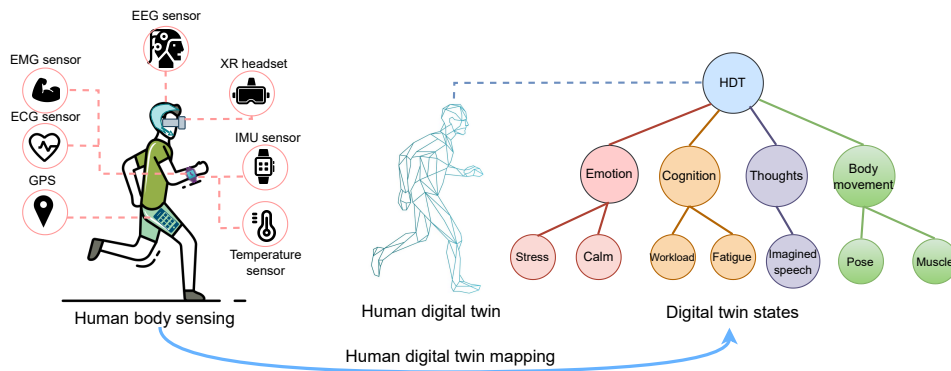 EEG sensor
EMG sensor
XR headset
ECG sensor
IMU sensor
GPS
Temperature
sensor
Human body sensing
Human digital twin
HDT
Emotion
Cognition
Thoughts
Body
movement
Stress
Calm
Workload
Fatigue
Imagined
speech
Pose
Muscle
Digital twin states
Human digital twin mapping